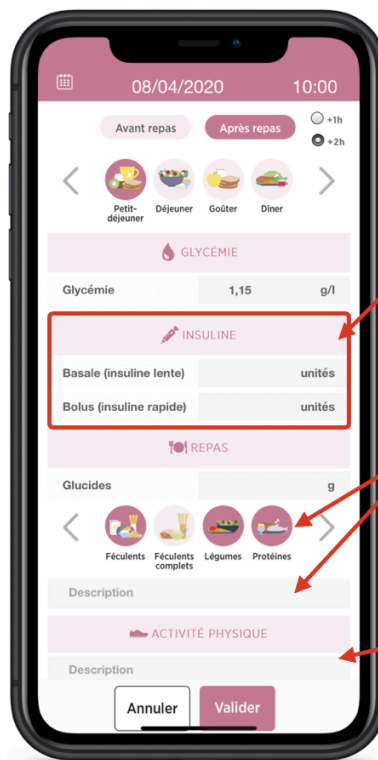 08/04/2020 10:00
Avant repas Après repas +1h
+2h
Petit-déjeuner Déjeuner Goûter Dîner
GLYCÉMIE
Glycémie 1,15 g/l
INSULINE
Basale (insuline lente) unités
Bolus (insuline rapide) unités
REPAS
Glucides g
Féculents Féculents complets Légumes Protéines
Description
ACTIVITÉ PHYSIQUE
Description
Annuler Valider